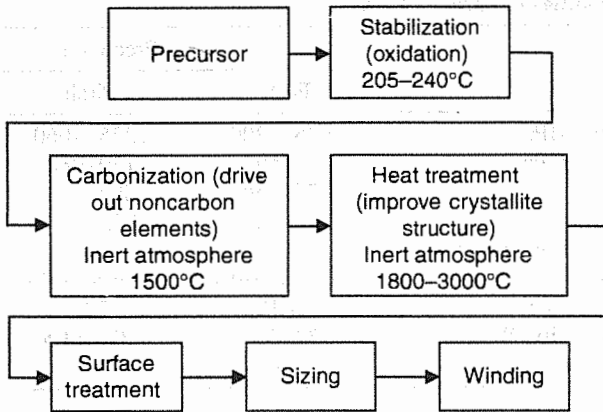 Precursor
Stabilization
(oxidation)
205–240°C
Carbonization (drive
out noncarbon
elements)
Inert atmosphere
1500°C
Heat treatment
(improve crystallite
structure)
Inert atmosphere
1800–3000°C
Surface
treatment
Sizing
Winding